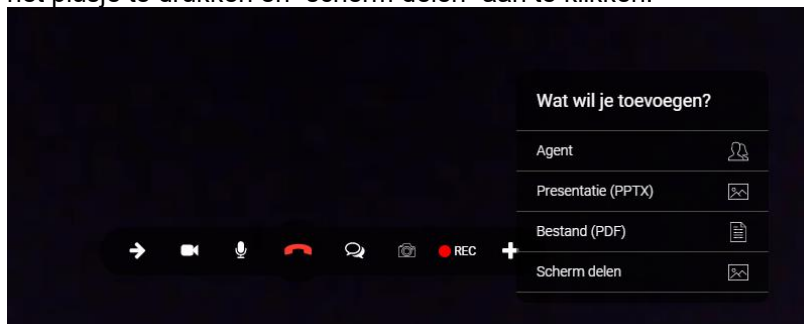 het plusje te drukken en "scherm delen" aan te klikken.
Wat wil je toevoegen?
Agent
Presentatie (PPTX)
Bestand (PDF)
Scherm delen
REC